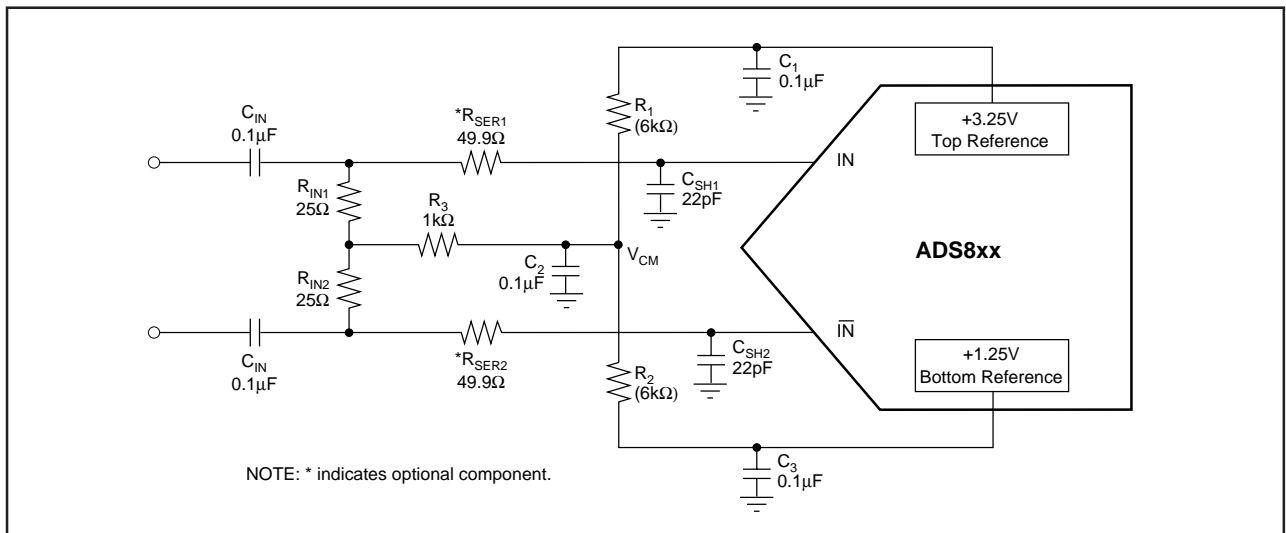 C1
0.1µF
+3.25V
Top Reference
R1
(6kΩ)
CIN
0.1µF
*RSER1
49.9Ω
IN
CSH1
22pF
RIN1
25Ω
R3
1kΩ
VCM
C2
0.1µF
ADS8xx
RIN2
25Ω
I̅N̅
CIN
0.1µF
*RSER2
49.9Ω
CSH2
22pF
R2
(6kΩ)
+1.25V
Bottom Reference
C3
0.1µF
NOTE: * indicates optional component.